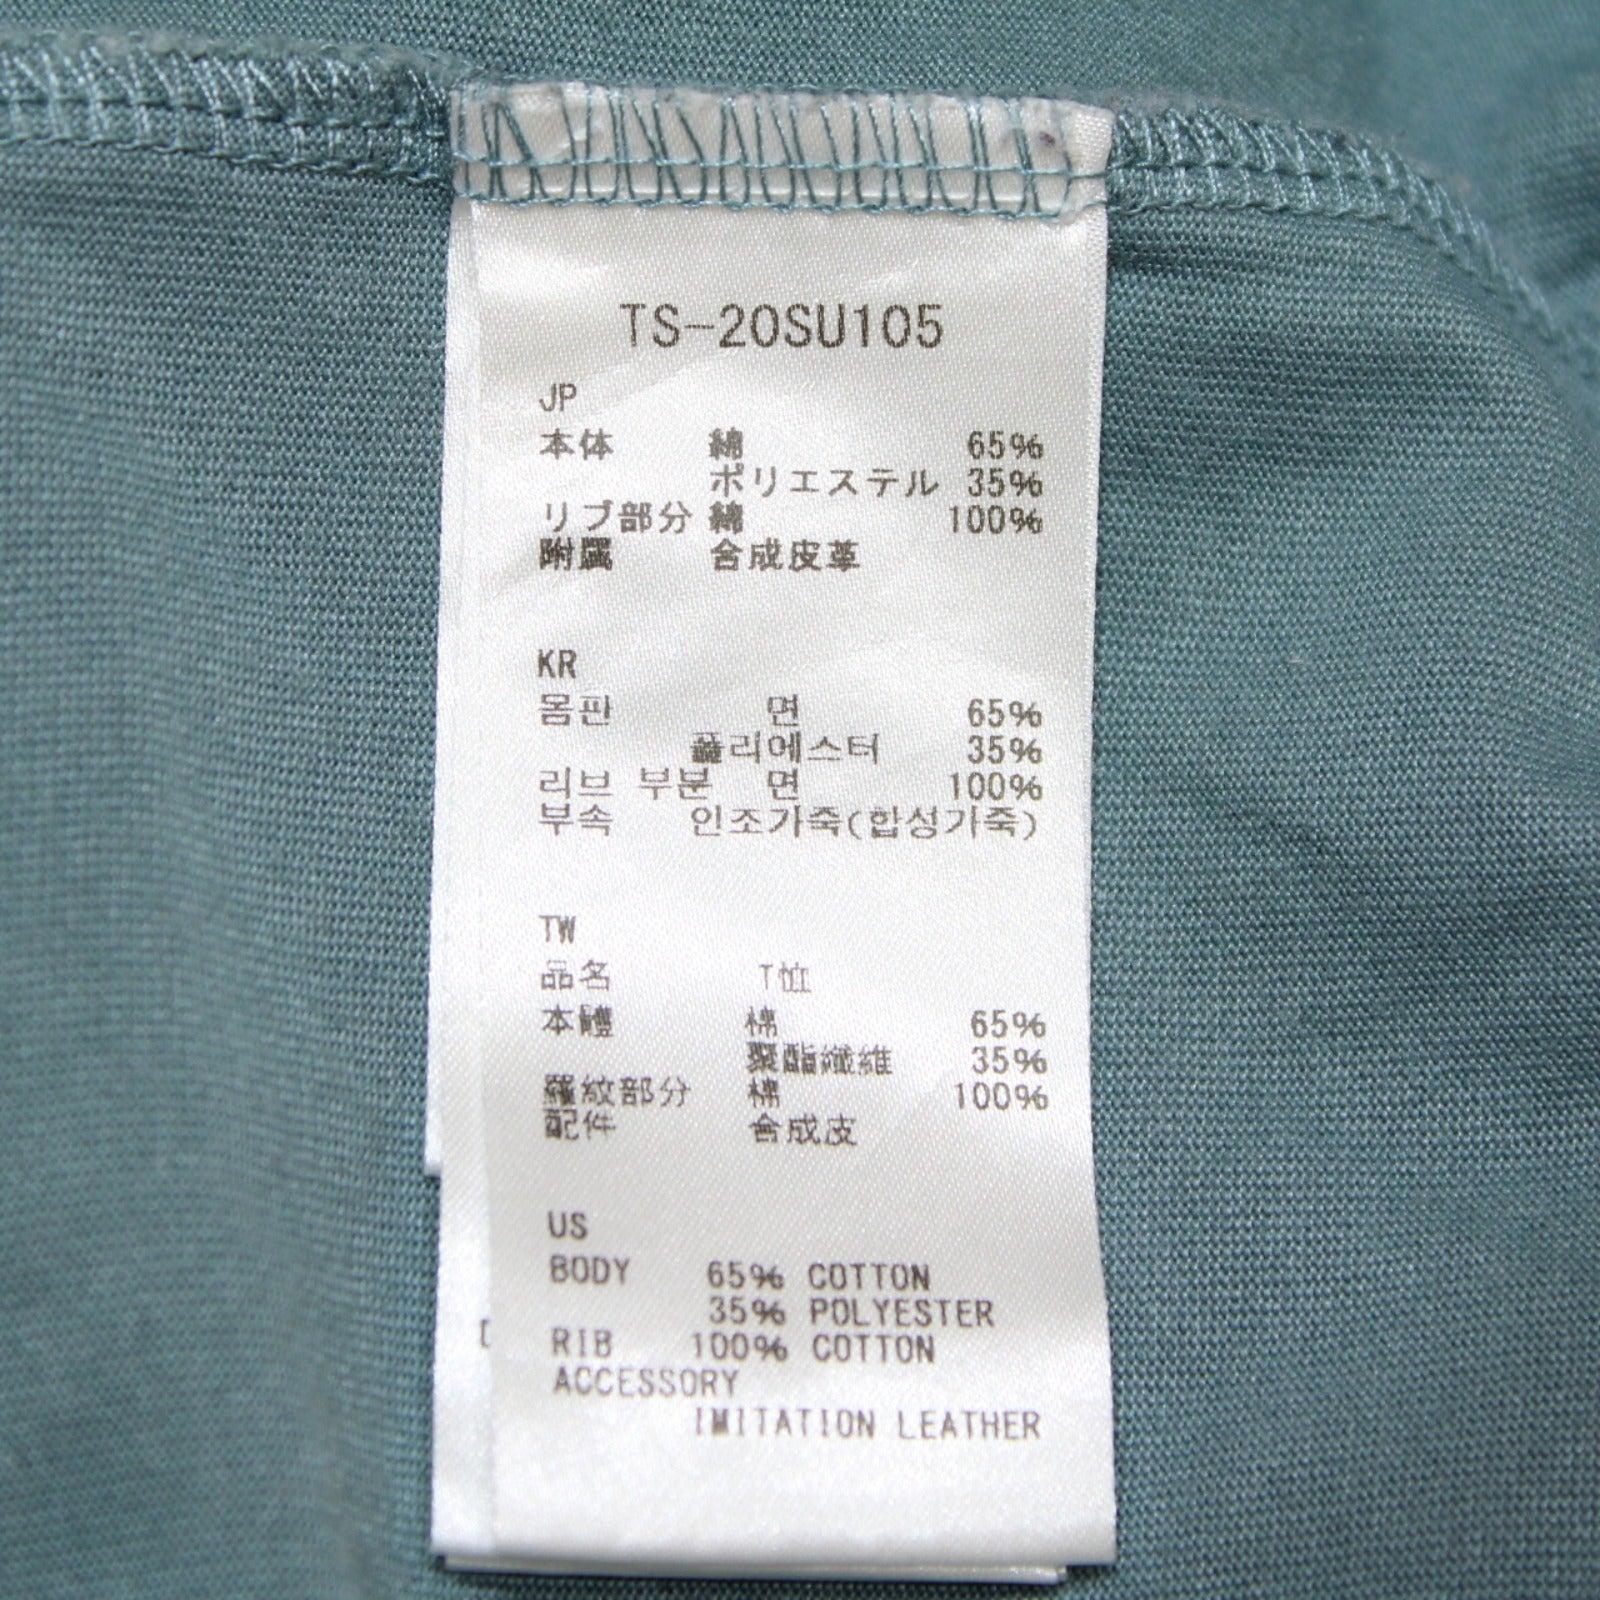 TS-20SU105
JP
本体 綿 65%
ポリエステル 35%
リブ部分 綿 100%
附属 合成皮革
KR
몸판 면 65%
폴리에스터 35%
리브 부분 면 100%
부속 인조가죽(합성가죽)
TW
品名 T恤
本體 棉 65%
聚酯纖維 35%
羅紋部分 棉 100%
配件 合成皮
US
BODY 65% COTTON
35% POLYESTER
RIB 100% COTTON
ACCESSORY
IMITATION LEATHER